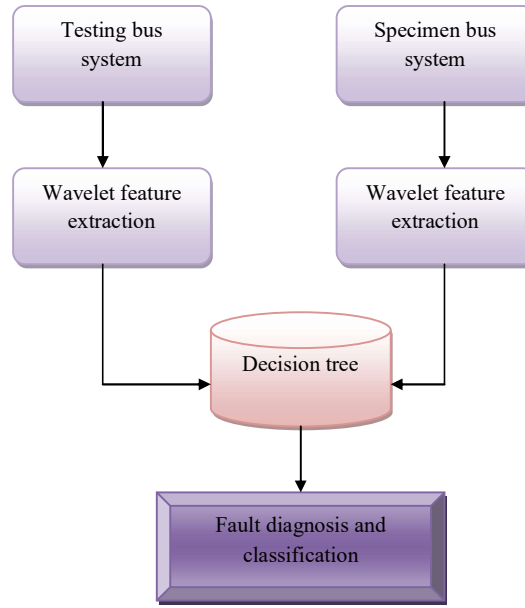 Testing bus
system
Specimen bus
system
Wavelet feature
extraction
Wavelet feature
extraction
Decision tree
Fault diagnosis and
classification